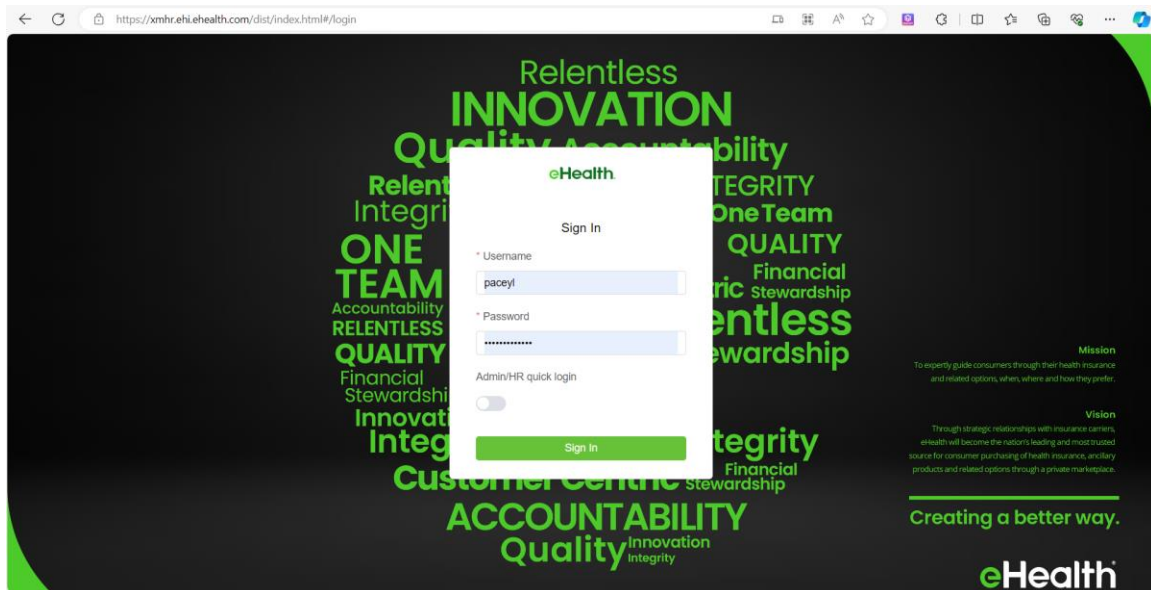 https://xmhr.ehi.ehealth.com/dist/index.html#/login
Relentless
INNOVATION
Quality Accountability
Relent
TEGRITY
Integri
One Team
ONE
QUALITY
TEAM
Financial
ric Stewardship
Accountability
entless
RELENTLESS
QUALITY
ewardship
Financial
Stewardshi
Innovati
Integ
tegrity
Financial
Customer Centric Stewardship
ACCOUNTABILITY
Quality Innovation
Integrity
eHealth
Sign In
* Username
paceyl
* Password
•••••••••••••
Admin/HR quick login
Sign In
Mission
To expertly guide consumers through their health insurance
and related options, when, where and how they prefer.
Vision
Through strategic relationships with insurance carriers,
eHealth will become the nation's leading and most trusted
source for consumer purchasing of health insurance, ancillary
products and related options through a private marketplace.
Creating a better way.
eHealth